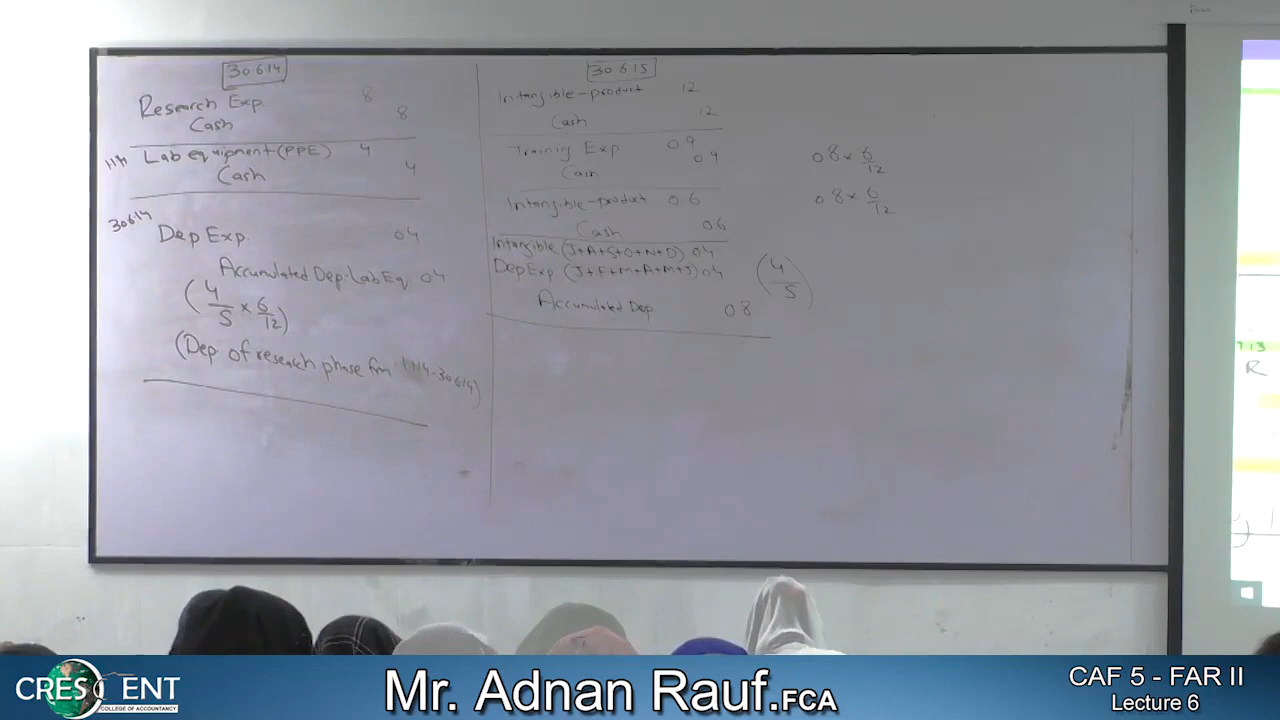 30 6 14
Research Exp. 8
Cash 8
1 1 14 Lab equipment (PPE) 4
Cash 4
30 6 14
Dep Exp. 0 4
Accumulated Dep-Lab Eq. 0 4
(4/5 × 6/12)
(Dep of research phase from 1 1 14 - 30 6 14)
30 6 15
Intangible-product 12
Cash 12
Training Exp 0 9
Cash 0 9
Intangible-product 0 6
Cash 0 6
Intangible (J+A+S+O+N+D) 0 4
Dep Exp. (J+F+M+A+M+J) 0 4
Accumulated Dep. 0 8
(4/5)
0 8 × 6/12
0 8 × 6/12
R
CRESCENT
COLLEGE OF ACCOUNTANCY
Mr. Adnan Rauf.FCA
CAF 5 - FAR II
Lecture 6